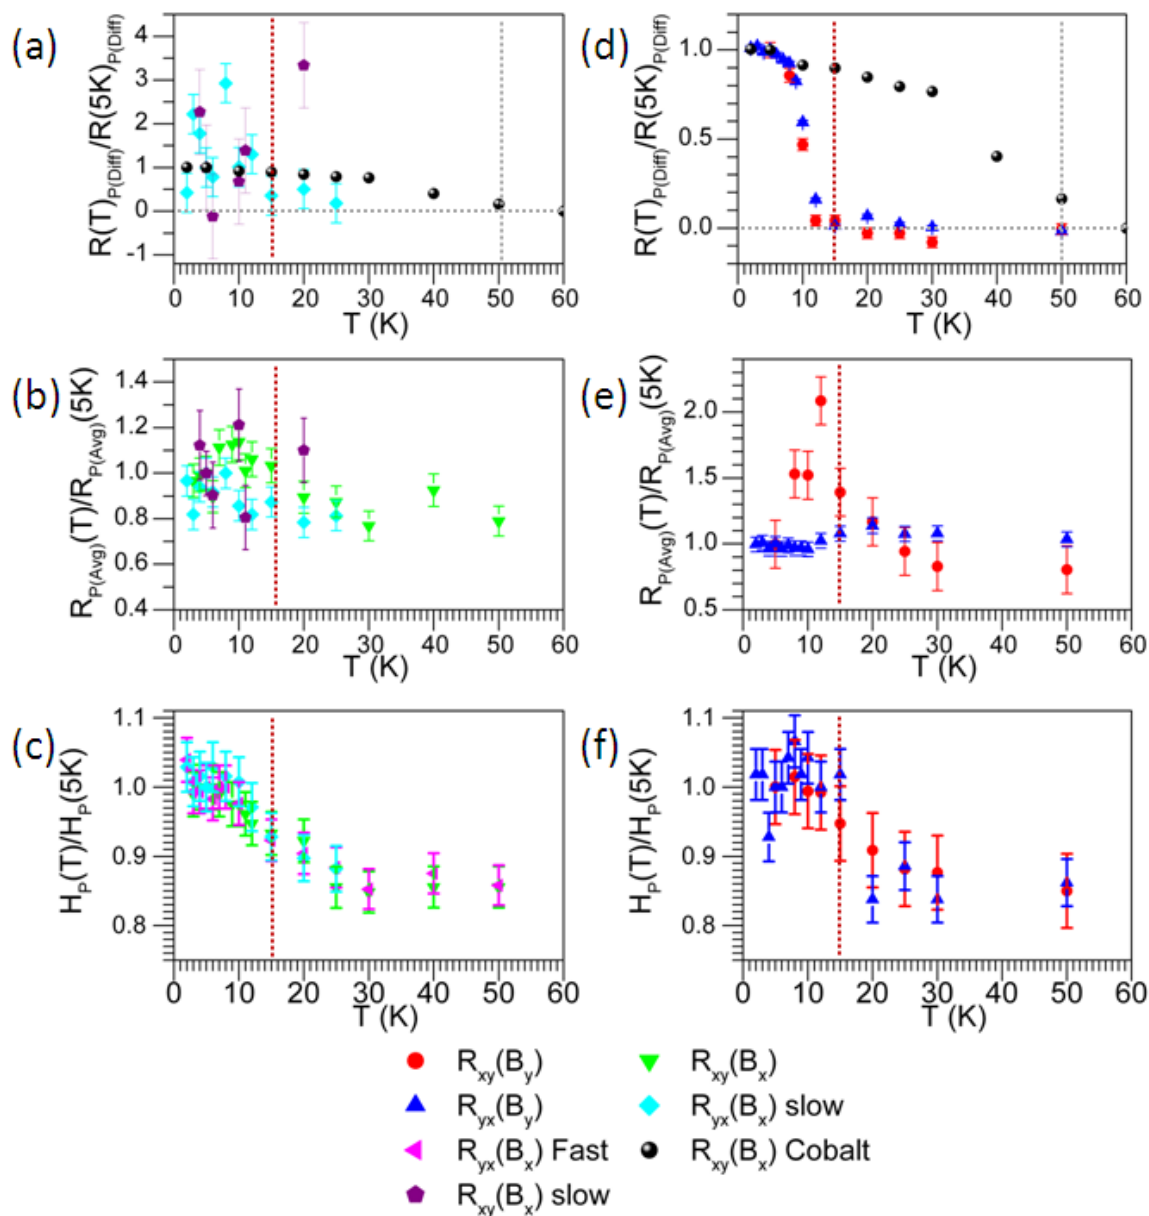 (a)
R(T)P(Diff)/R(5K)P(Diff)
4
3
2
1
0
-1
0 10 20 30 40 50 60
T (K)
(d)
R(T)P(Diff)/R(5K)P(Diff)
1.0
0.5
0.0
0 10 20 30 40 50 60
T (K)
(b)
RP(Avg)(T)/RP(Avg)(5K)
1.4
1.2
1.0
0.8
0.6
0.4
0 10 20 30 40 50 60
T (K)
(e)
RP(Avg)(T)/RP(Avg)(5K)
2.0
1.5
1.0
0.5
0 10 20 30 40 50 60
T (K)
(c)
HP(T)/HP(5K)
1.1
1.0
0.9
0.8
0 10 20 30 40 50 60
T (K)
(f)
HP(T)/HP(5K)
1.1
1.0
0.9
0.8
0 10 20 30 40 50 60
T (K)
Rxy(By)
Ryx(By)
Ryx(Bx) Fast
Rxy(Bx) slow
Rxy(Bx)
Ryx(Bx) slow
Rxy(Bx) Cobalt